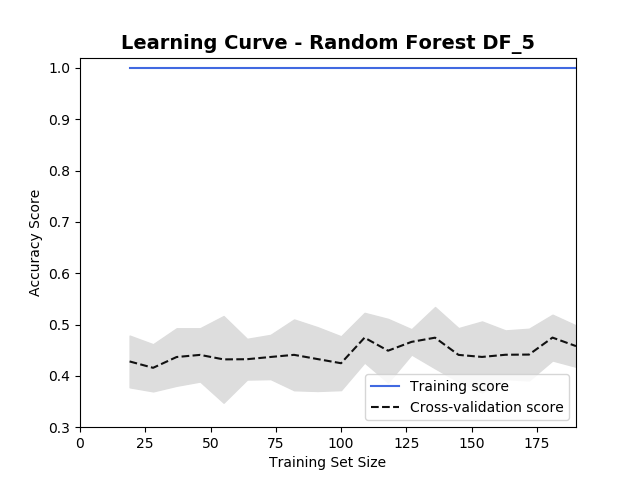 Learning Curve - Random Forest DF_5
Accuracy Score
1.0
0.9
0.8
0.7
0.6
0.5
0.4
0.3
Training score
Cross-validation score
0 25 50 75 100 125 150 175
Training Set Size